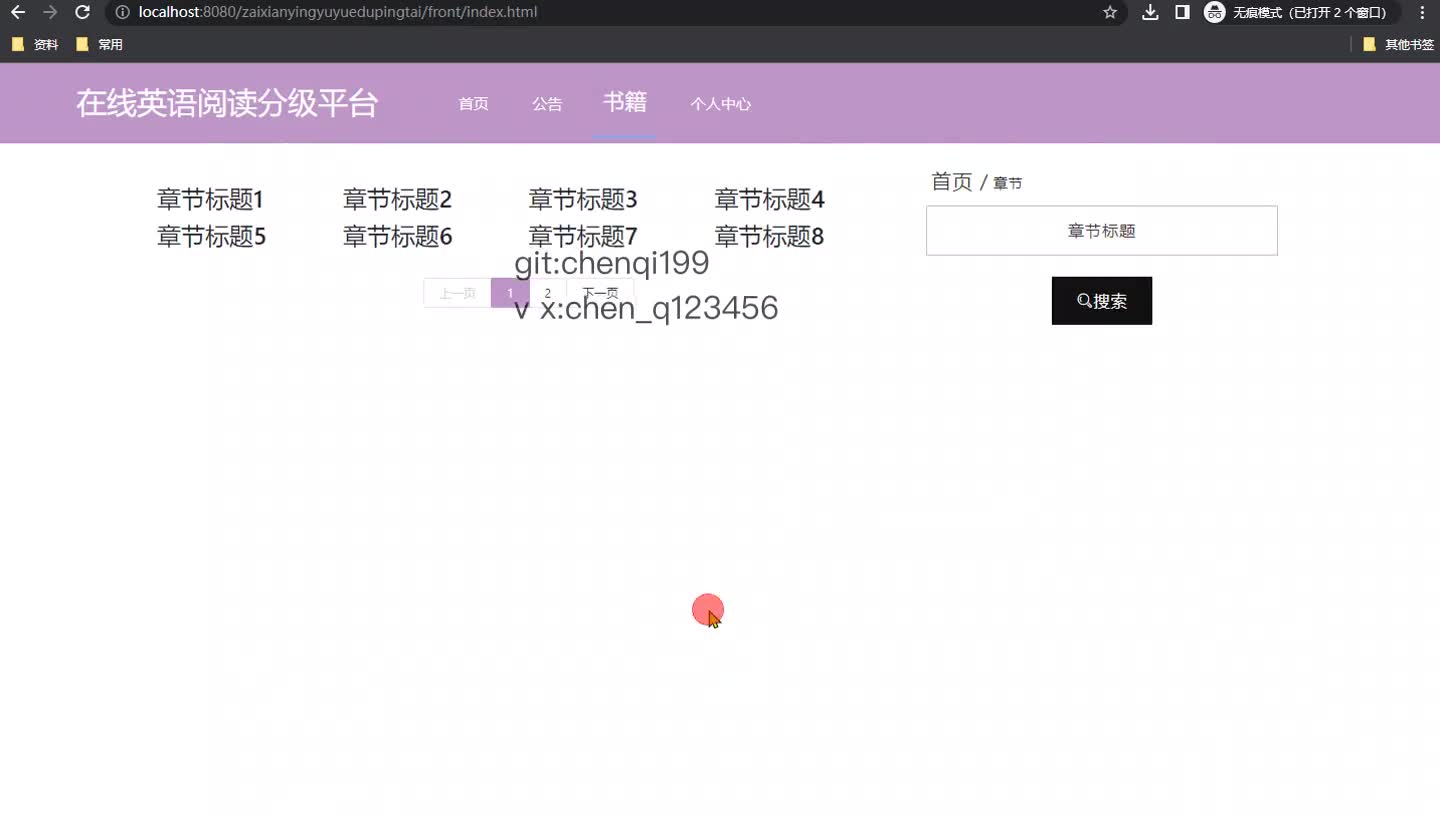 localhost:8080/zaixianyingyuyuedupingtai/front/index.html
无痕模式（已打开 2 个窗口）
资料 常用 其他书签
在线英语阅读分级平台 首页 公告 书籍 个人中心
章节标题1 章节标题2 章节标题3 章节标题4
章节标题5 章节标题6 章节标题7 章节标题8
上一页 1 2 下一页
git:chenqi199
v x:chen_q123456
首页 / 章节
章节标题
搜索